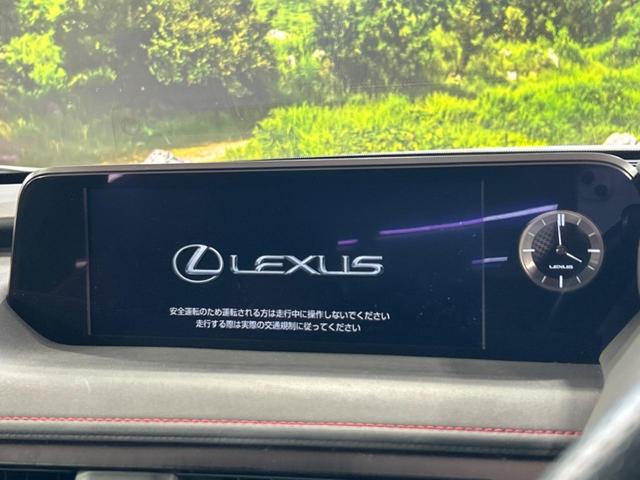 LEXUS
安全運転のため運転される方は走行中に操作しないでください
走行する際は実際の交通規制に従ってください
LEXUS